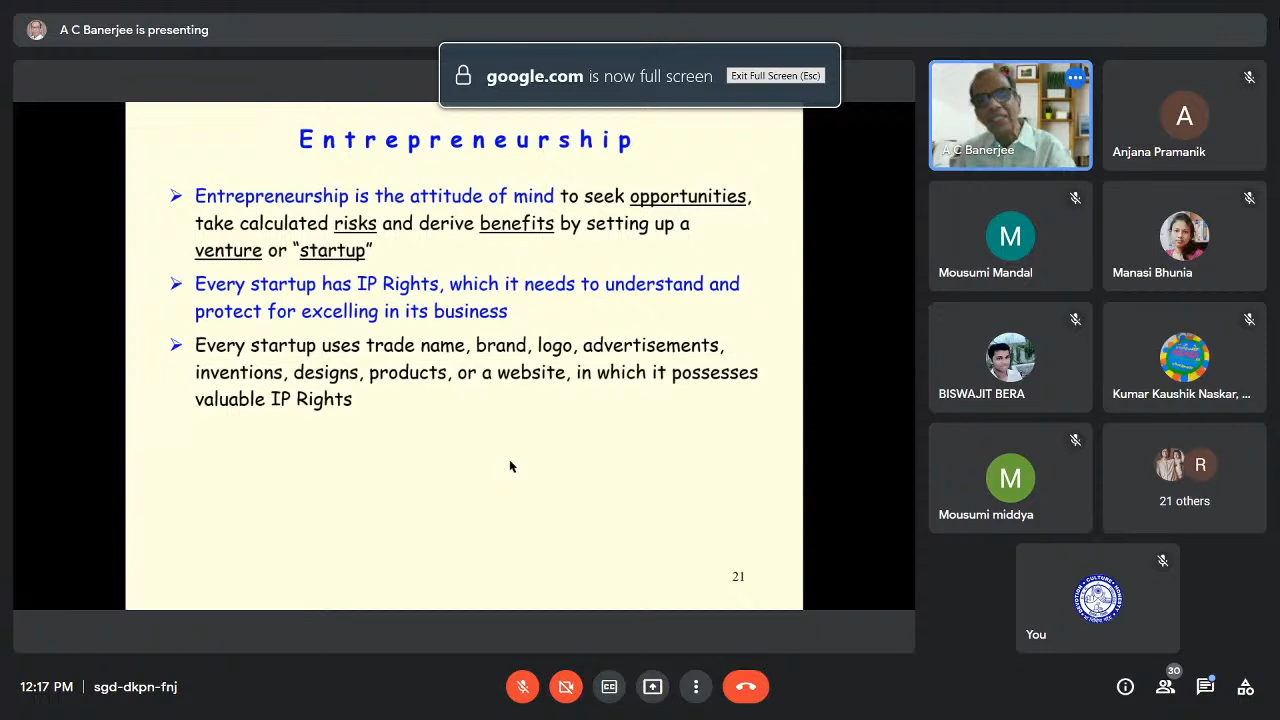 A C Banerjee is presenting
google.com is now full screen Exit Full Screen (Esc)
Entrepreneurship
➢ Entrepreneurship is the attitude of mind to seek opportunities,
take calculated risks and derive benefits by setting up a
venture or “startup”
➢ Every startup has IP Rights, which it needs to understand and
protect for excelling in its business
➢ Every startup uses trade name, brand, logo, advertisements,
inventions, designs, products, or a website, in which it possesses
valuable IP Rights
21
A C Banerjee
A
Anjana Pramanik
M
Mousumi Mandal
Manasi Bhunia
BISWAJIT BERA
Kumar Kaushik Naskar, ...
M
Mousumi middya
R
21 others
CULTURE
You
12:17 PM
sgd-dkpn-fnj
CC
30